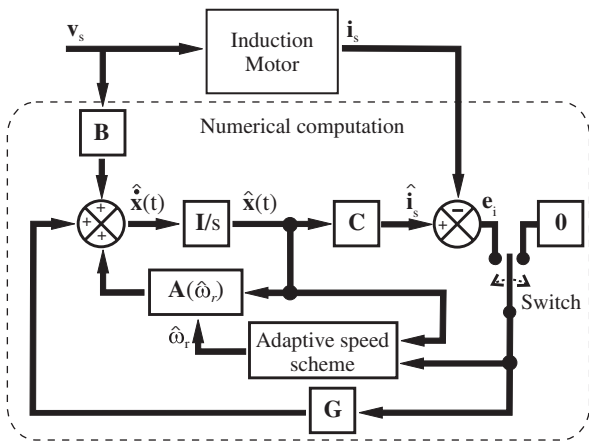 v_s
Induction
Motor
i_s
B
Numerical computation
+
+
+
x̂̇(t)
I/s
x̂(t)
C
î_s
+
−
e_i
0
A(ω̂_r)
Switch
ω̂_r
Adaptive speed
scheme
G